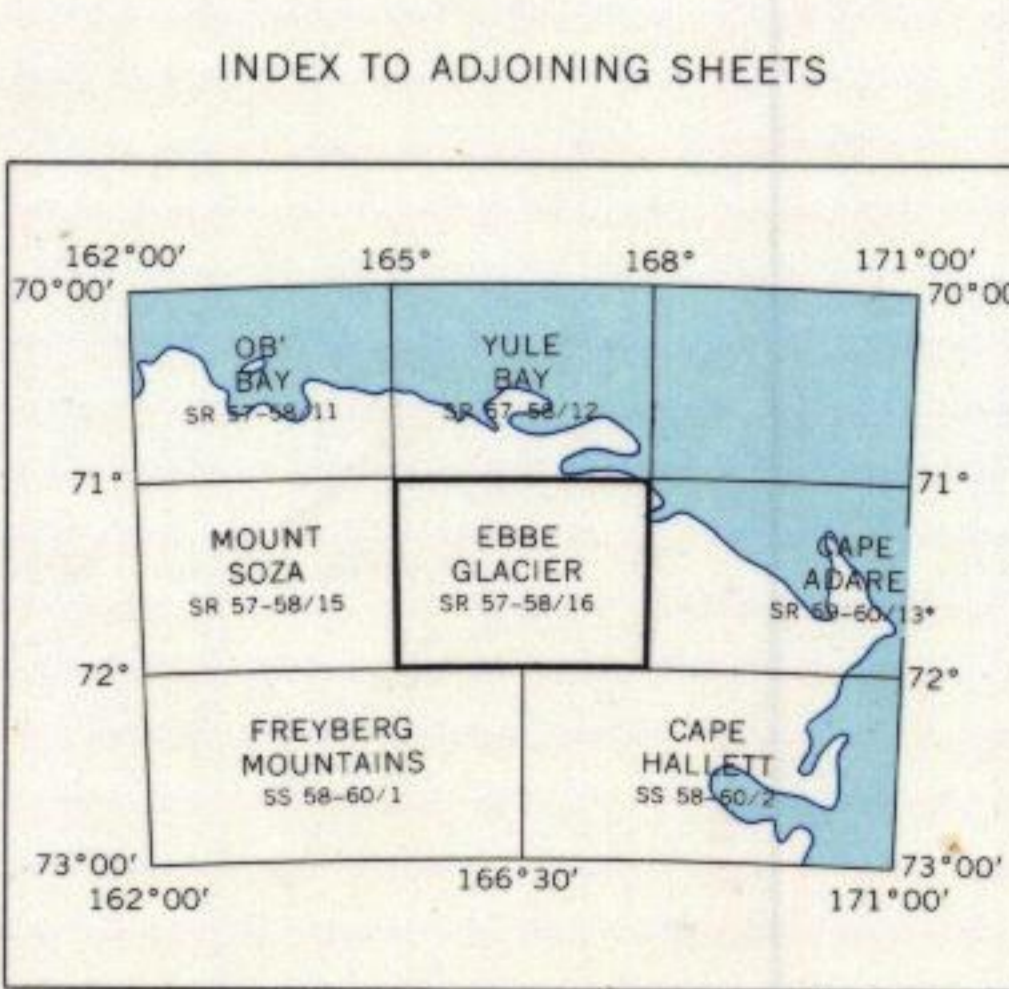 INDEX TO ADJOINING SHEETS
162°00' 165° 168° 171°00'
70°00' 70°00
OB' YULE
BAY BAY
SR 57-58/11 SR 57-58/12
71° 71°
MOUNT EBBE CAPE
SOZA GLACIER ADARE
SR 57-58/15 SR 57-58/16 SR 59-60/13*
72° 72°
FREYBERG CAPE
MOUNTAINS HALLETT
SS 58-60/1 SS 58-60/2
73°00' 73°00'
162°00' 166°30' 171°00'